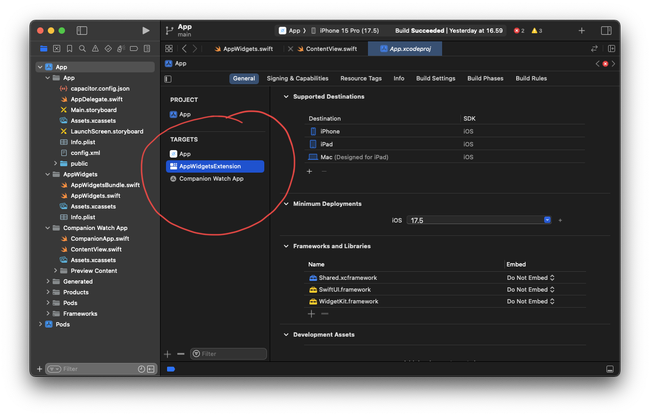 App
main
App
iPhone 15 Pro (17.5)
Build Succeeded | Yesterday at 16.59
2
3
AppWidgets.swift
ContentView.swift
App.xcodeproj
App
App
App
capacitor.config.json
AppDelegate.swift
Main.storyboard
Assets.xcassets
LaunchScreen.storyboard
Info.plist
config.xml
public
AppWidgets
AppWidgetsBundle.swift
AppWidgets.swift
Assets.xcassets
Info.plist
Companion Watch App
CompanionApp.swift
ContentView.swift
Assets.xcassets
Preview Content
Generated
Products
Pods
Frameworks
Pods
Filter
General
Signing & Capabilities
Resource Tags
Info
Build Settings
Build Phases
Build Rules
PROJECT
App
TARGETS
App
AppWidgetsExtension
Companion Watch App
Filter
Supported Destinations
Destination SDK
iPhone iOS
iPad iOS
Mac (Designed for iPad) iOS
Minimum Deployments
iOS 17.5
Frameworks and Libraries
Name Embed
Shared.xcframework Do Not Embed
SwiftUI.framework Do Not Embed
WidgetKit.framework Do Not Embed
Development Assets